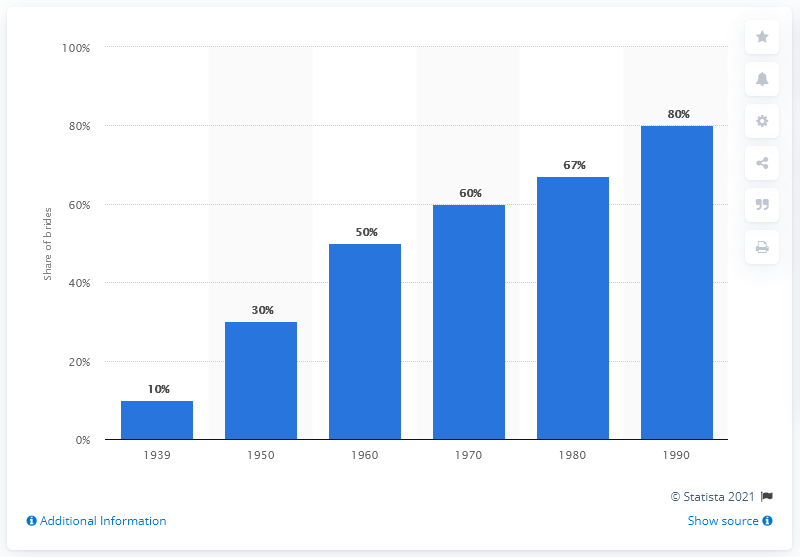 100%
80%
60%
40%
20%
0%
Share of brides
10%
30%
50%
60%
67%
80%
1939 1950 1960 1970 1980 1990
© Statista 2021
Additional Information
Show source